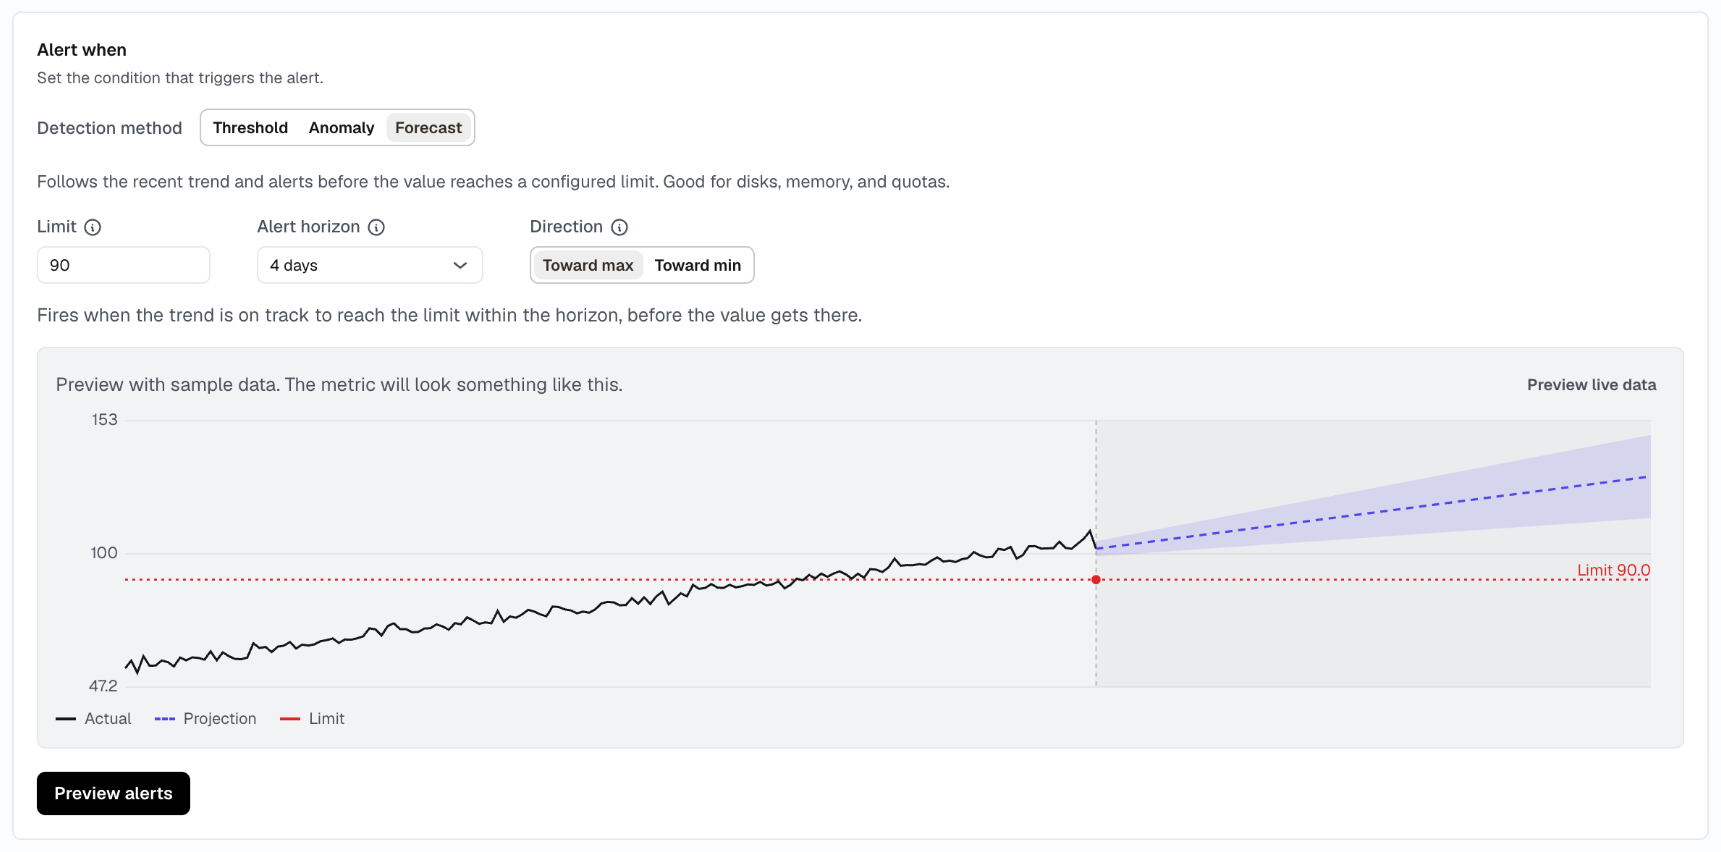 Alert when
Set the condition that triggers the alert.
Detection method Threshold Anomaly Forecast
Follows the recent trend and alerts before the value reaches a configured limit. Good for disks, memory, and quotas.
Limit Alert horizon Direction
90 4 days Toward max Toward min
Fires when the trend is on track to reach the limit within the horizon, before the value gets there.
Preview with sample data. The metric will look something like this. Preview live data
153
100
Limit 90.0
47.2
Actual Projection Limit
Preview alerts